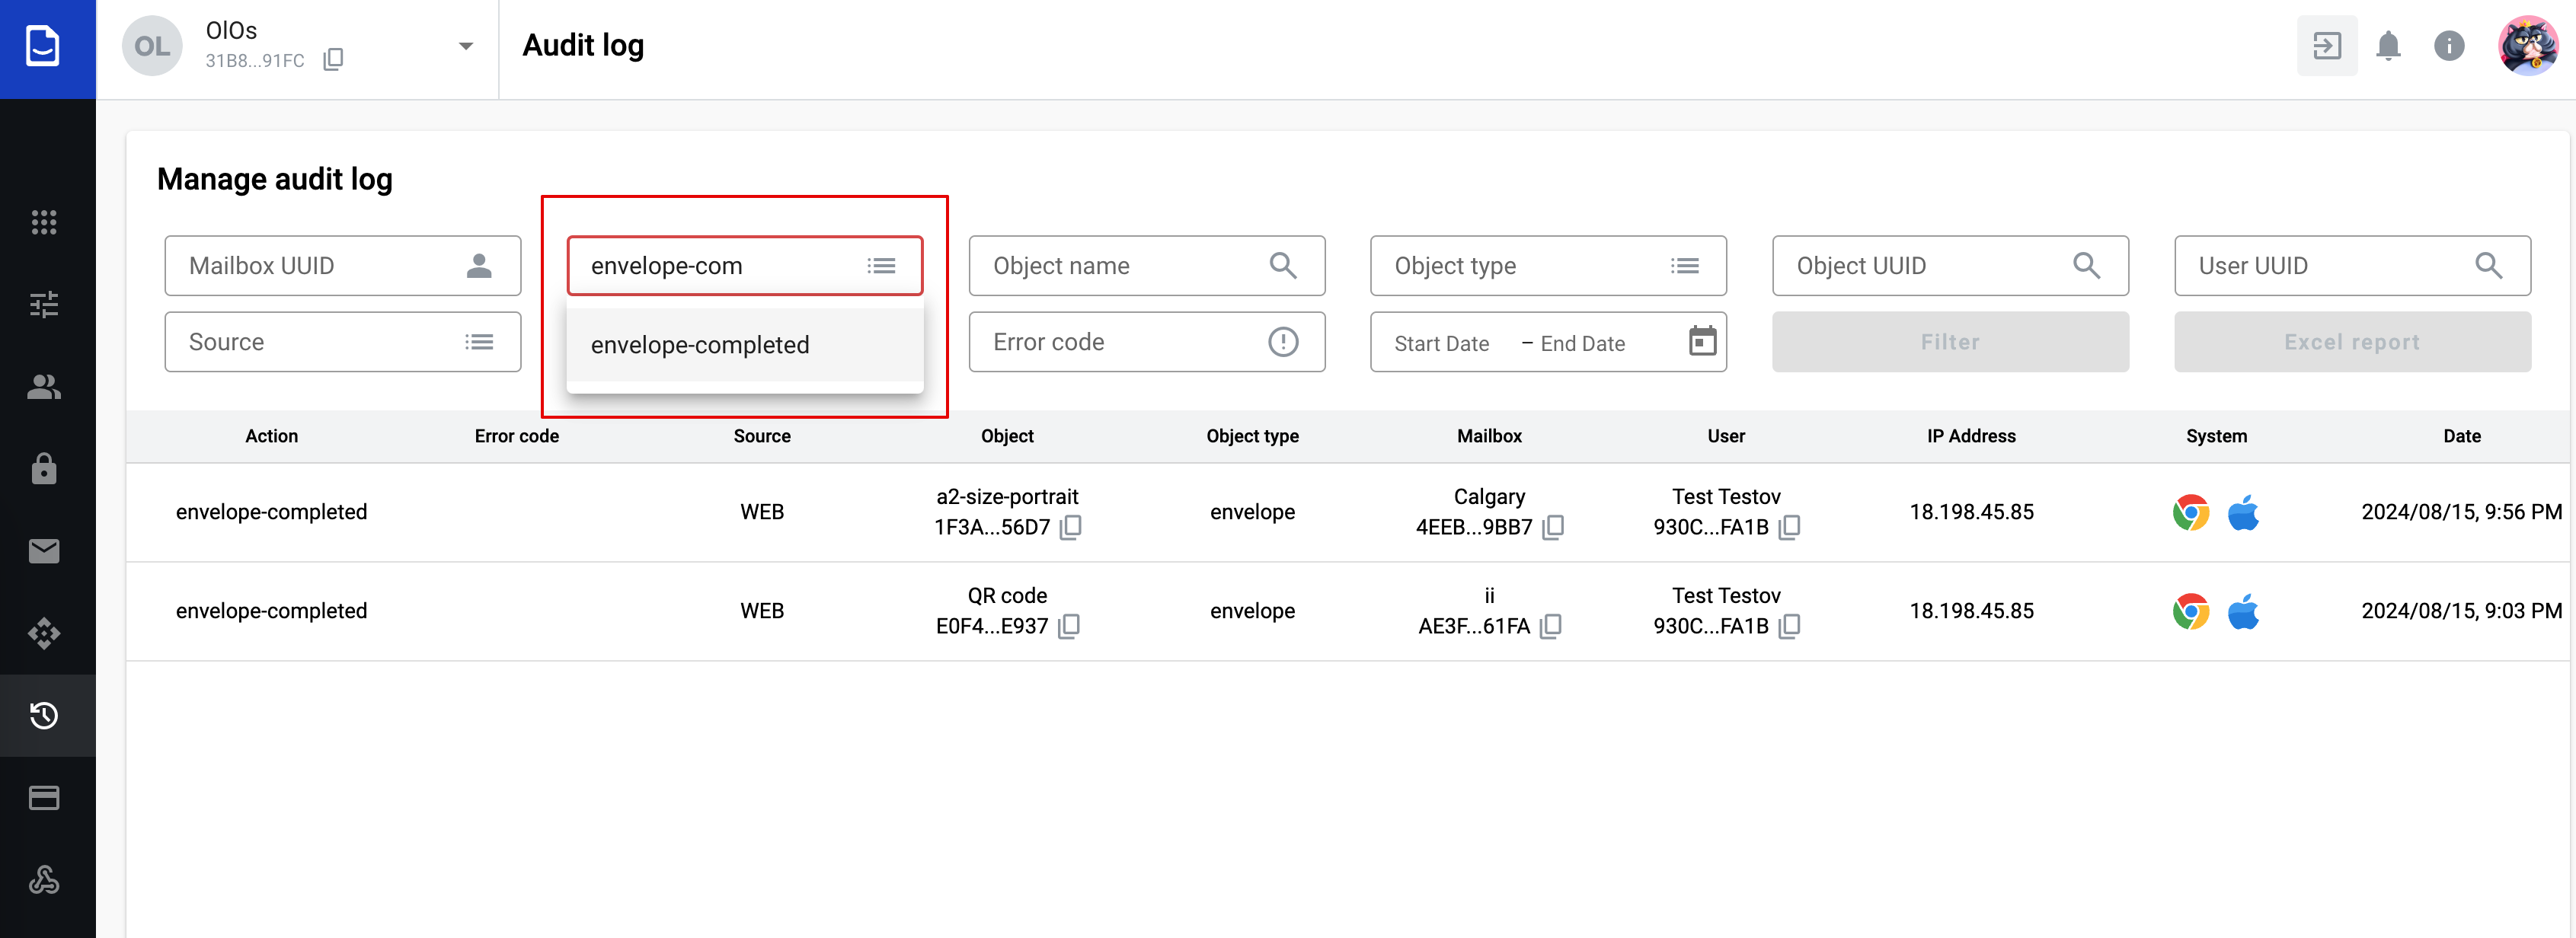 OL
OlOs
31B8...91FC
Audit log
Manage audit log
Mailbox UUID
envelope-com
Object name
Object type
Object UUID
User UUID
Source
envelope-completed
Error code
Start Date – End Date
Filter
Excel report
Action Error code Source Object Object type Mailbox User IP Address System Date
envelope-completed WEB a2-size-portrait envelope Calgary Test Testov 18.198.45.85 2024/08/15, 9:56 PM
1F3A...56D7 4EEB...9BB7 930C...FA1B
envelope-completed WEB QR code envelope ii Test Testov 18.198.45.85 2024/08/15, 9:03 PM
E0F4...E937 AE3F...61FA 930C...FA1B